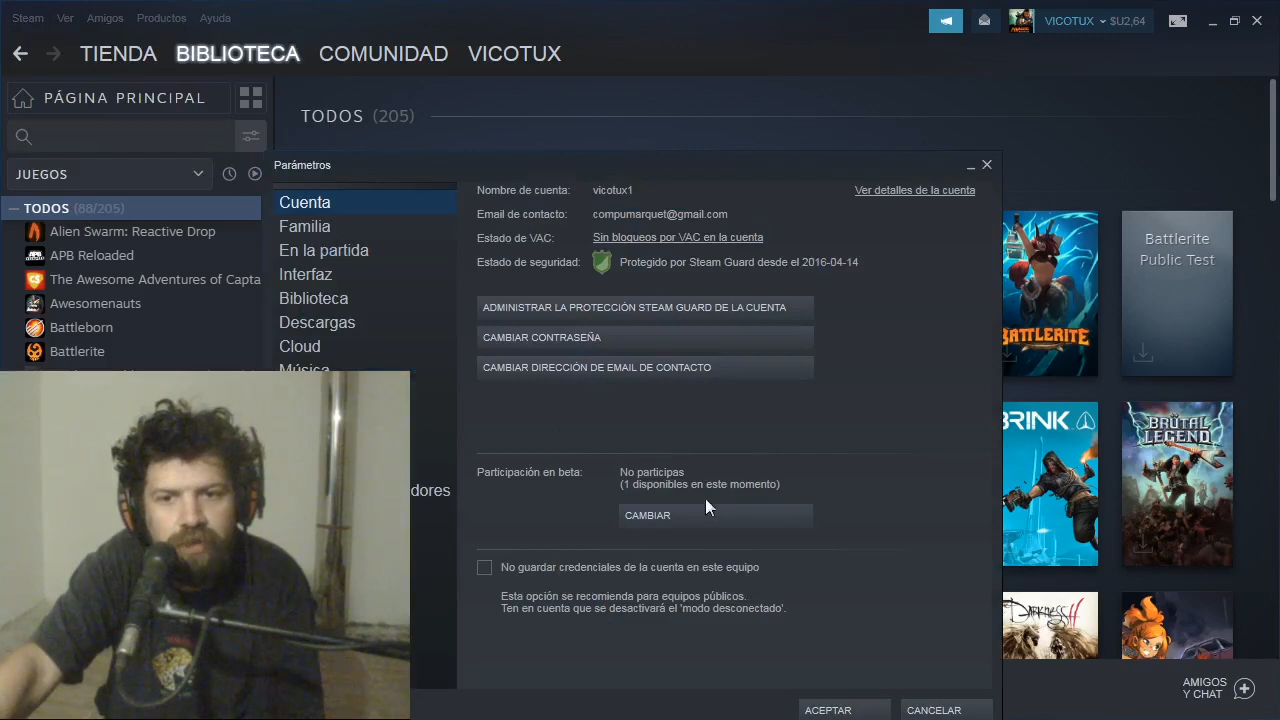 Steam Ver Amigos Productos Ayuda
VICOTUX $U2,64
TIENDA BIBLIOTECA COMUNIDAD VICOTUX
PÁGINA PRINCIPAL
TODOS (205)
JUEGOS
TODOS (88/205)
Alien Swarm: Reactive Drop
APB Reloaded
The Awesome Adventures of Capta
Awesomenauts
Battleborn
Battlerite
Parámetros
Cuenta
Familia
En la partida
Interfaz
Biblioteca
Descargas
Cloud
Música
dores
Nombre de cuenta: vicotux1
Ver detalles de la cuenta
Email de contacto: compumarquet@gmail.com
Estado de VAC: Sin bloqueos por VAC en la cuenta
Estado de seguridad: Protegido por Steam Guard desde el 2016-04-14
ADMINISTRAR LA PROTECCIÓN STEAM GUARD DE LA CUENTA
CAMBIAR CONTRASEÑA
CAMBIAR DIRECCIÓN DE EMAIL DE CONTACTO
Participación en beta: No participas
(1 disponibles en este momento)
CAMBIAR
No guardar credenciales de la cuenta en este equipo
Esta opción se recomienda para equipos públicos.
Ten en cuenta que se desactivará el 'modo desconectado'.
ACEPTAR CANCELAR
BATTLERITE
Battlerite
Public Test
BRINK
BRÜTAL
LEGEND
DARKNESS II
AMIGOS
Y CHAT